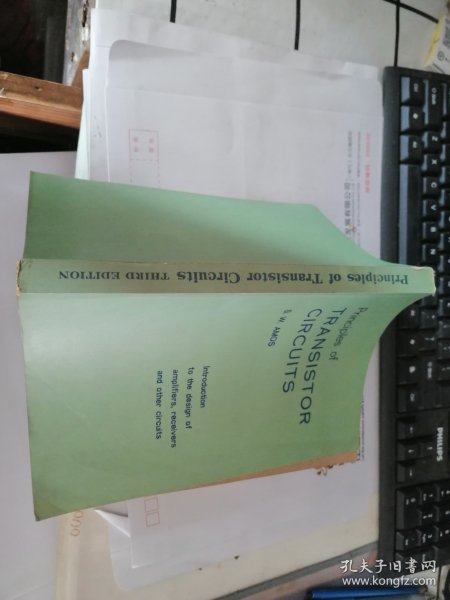 Principles of Transistor Circuits THIRD EDITION
Principles of
TRANSISTOR
CIRCUITS
S W AMOS
Introduction
to the design of
amplifiers, receivers
and other circuits
PHILIPS
孔夫子旧书网
www.kongfz.com